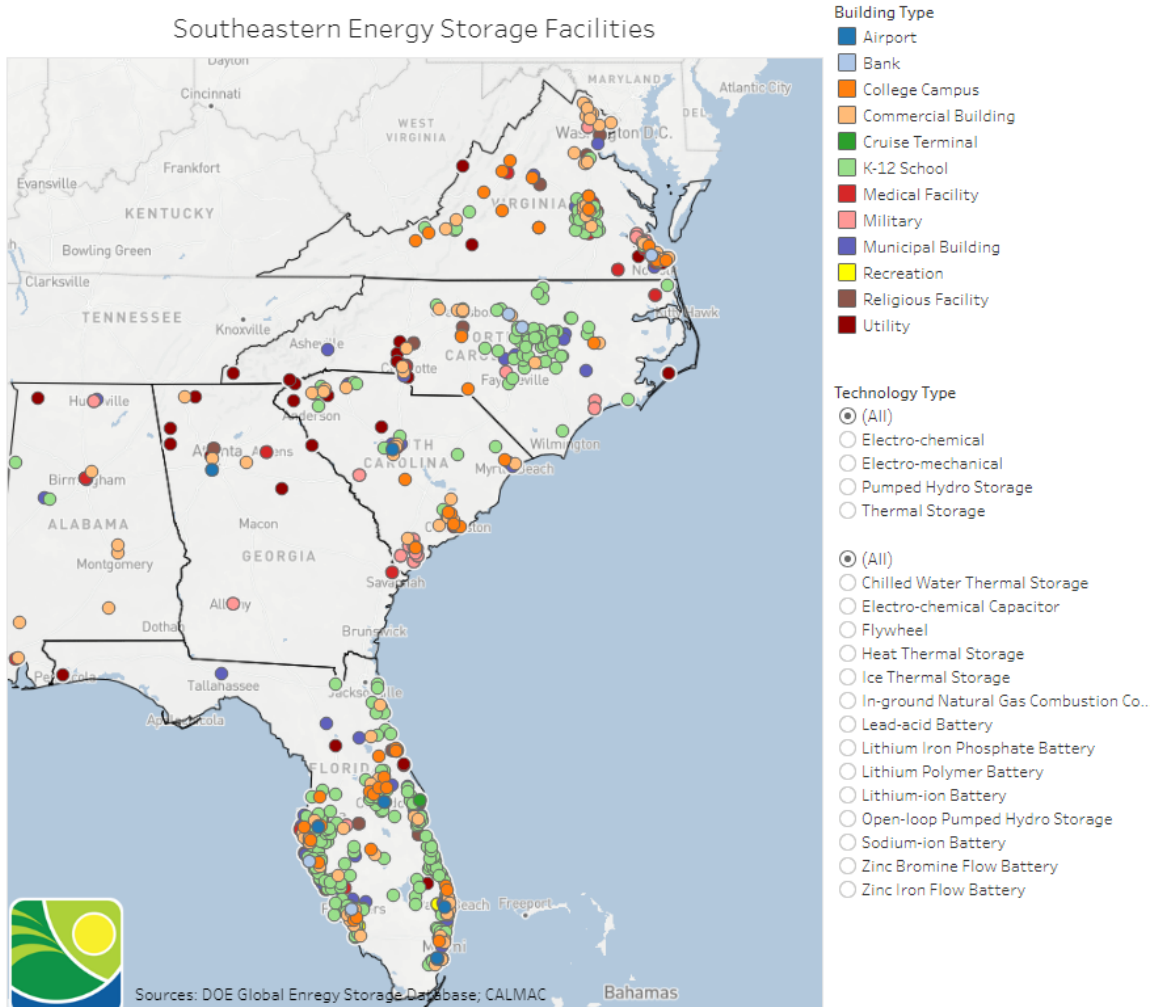 Southeastern Energy Storage Facilities
Dayton
Cincinnati
MARYLAND
Atlantic City
WEST
VIRGINIA
DEL.
Washington D.C.
Frankfort
Evansville
KENTUCKY
VIRGINIA
Bowling Green
Clarksville
TENNESSEE
Knoxville
Kitty Hawk
Asheville
Fayetteville
Huntsville
Anderson
Wilmington
Atlanta
Athens
CAROLINA
Myrtle Beach
Birmingham
ALABAMA
Macon
GEORGIA
Montgomery
Savannah
Albany
Dothan
Brunswick
Pensacola
Tallahassee
Jacksonville
FLORID
Beach
Freeport
Miami
Bahamas
Sources: DOE Global Enregy Storage Database; CALMAC
Building Type
Airport
Bank
College Campus
Commercial Building
Cruise Terminal
K-12 School
Medical Facility
Military
Municipal Building
Recreation
Religious Facility
Utility
Technology Type
(All)
Electro-chemical
Electro-mechanical
Pumped Hydro Storage
Thermal Storage
(All)
Chilled Water Thermal Storage
Electro-chemical Capacitor
Flywheel
Heat Thermal Storage
Ice Thermal Storage
In-ground Natural Gas Combustion Co..
Lead-acid Battery
Lithium Iron Phosphate Battery
Lithium Polymer Battery
Lithium-ion Battery
Open-loop Pumped Hydro Storage
Sodium-ion Battery
Zinc Bromine Flow Battery
Zinc Iron Flow Battery